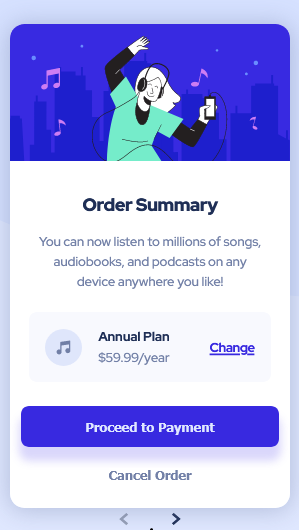 Order Summary
You can now listen to millions of songs,
audiobooks, and podcasts on any
device anywhere you like!
Annual Plan
$59.99/year
Change
Proceed to Payment
Cancel Order